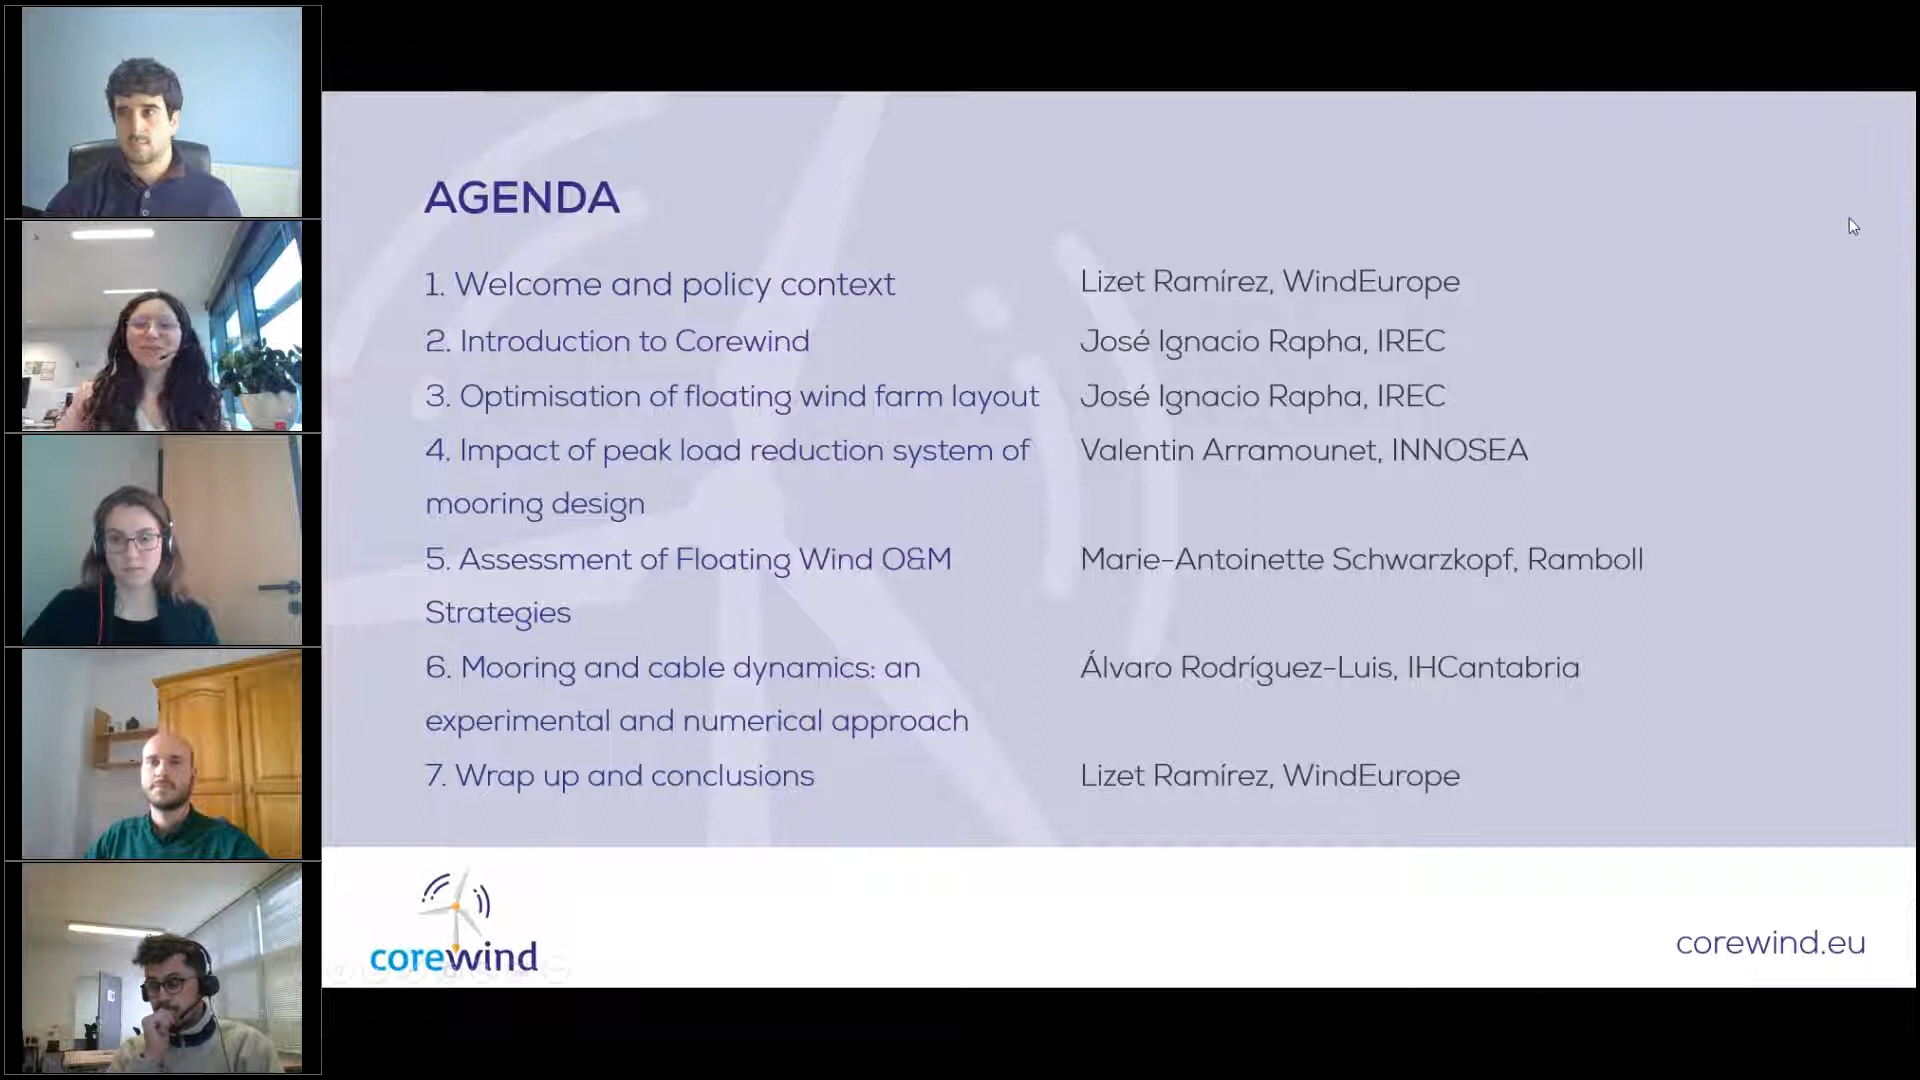 AGENDA
1. Welcome and policy context
Lizet Ramírez, WindEurope
2. Introduction to Corewind
José Ignacio Rapha, IREC
3. Optimisation of floating wind farm layout
José Ignacio Rapha, IREC
4. Impact of peak load reduction system of
Valentin Arramounet, INNOSEA
mooring design
5. Assessment of Floating Wind O&M
Marie-Antoinette Schwarzkopf, Ramboll
Strategies
6. Mooring and cable dynamics: an
Álvaro Rodríguez-Luis, IHCantabria
experimental and numerical approach
7. Wrap up and conclusions
Lizet Ramírez, WindEurope
corewind
corewind.eu